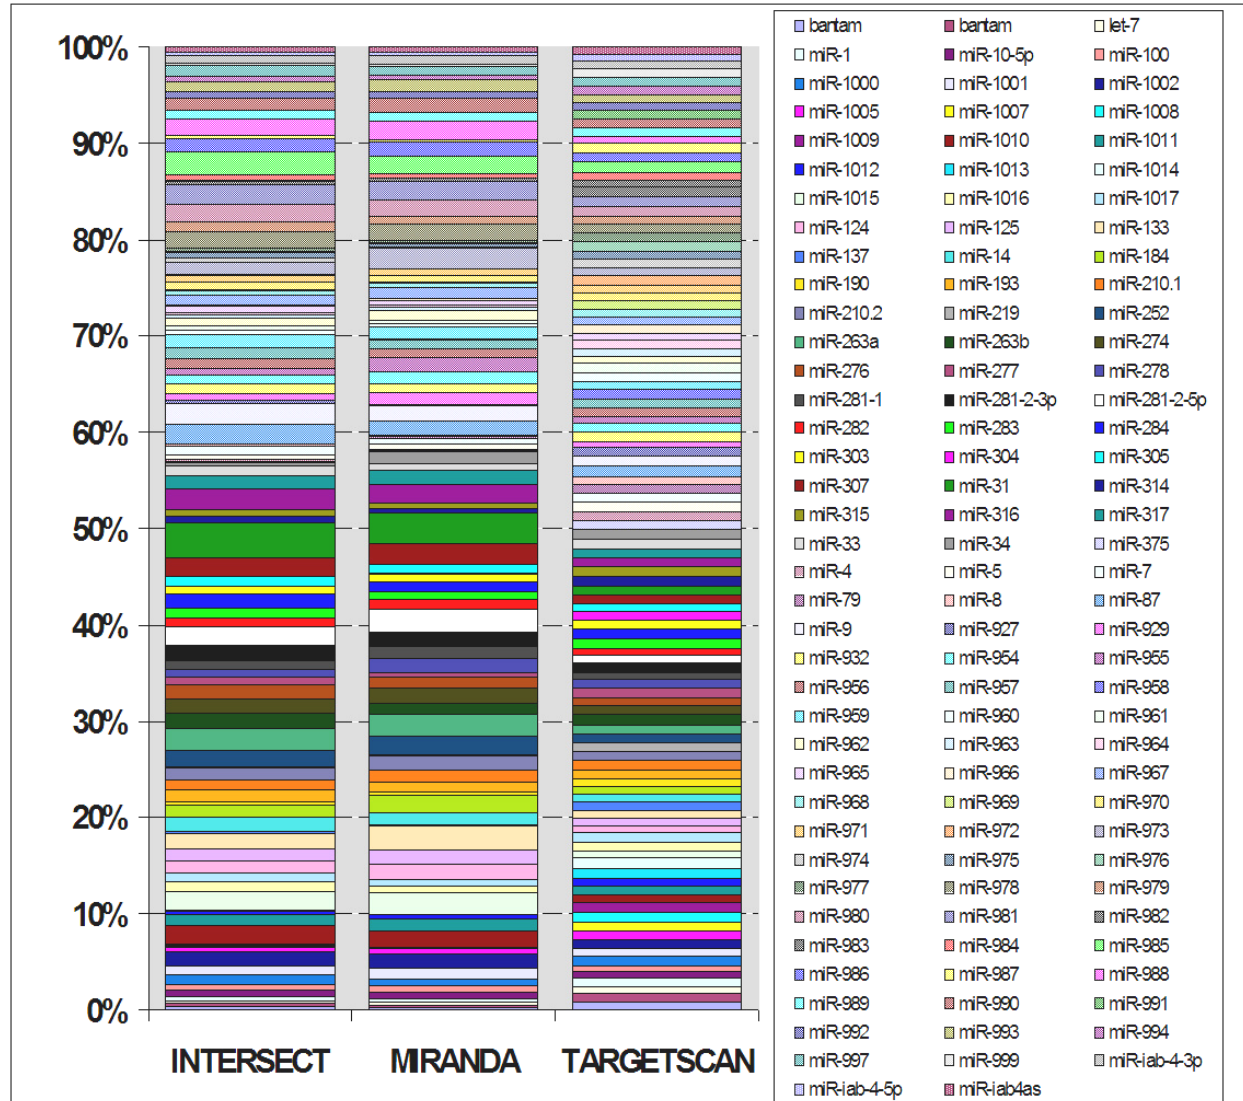 100%
90%
80%
70%
60%
50%
40%
30%
20%
10%
0%
INTERSECT MIRANDA TARGETSCAN
bantam bantam let-7
miR-1 miR-10-5p miR-100
miR-1000 miR-1001 miR-1002
miR-1005 miR-1007 miR-1008
miR-1009 miR-1010 miR-1011
miR-1012 miR-1013 miR-1014
miR-1015 miR-1016 miR-1017
miR-124 miR-125 miR-133
miR-137 miR-14 miR-184
miR-190 miR-193 miR-210.1
miR-210.2 miR-219 miR-252
miR-263a miR-263b miR-274
miR-276 miR-277 miR-278
miR-281-1 miR-281-2-3p miR-281-2-5p
miR-282 miR-283 miR-284
miR-303 miR-304 miR-305
miR-307 miR-31 miR-314
miR-315 miR-316 miR-317
miR-33 miR-34 miR-375
miR-4 miR-5 miR-7
miR-79 miR-8 miR-87
miR-9 miR-927 miR-929
miR-932 miR-954 miR-955
miR-956 miR-957 miR-958
miR-959 miR-960 miR-961
miR-962 miR-963 miR-964
miR-965 miR-966 miR-967
miR-968 miR-969 miR-970
miR-971 miR-972 miR-973
miR-974 miR-975 miR-976
miR-977 miR-978 miR-979
miR-980 miR-981 miR-982
miR-983 miR-984 miR-985
miR-986 miR-987 miR-988
miR-989 miR-990 miR-991
miR-992 miR-993 miR-994
miR-997 miR-999 miR-iab-4-3p
miR-iab-4-5p miR-iab4as